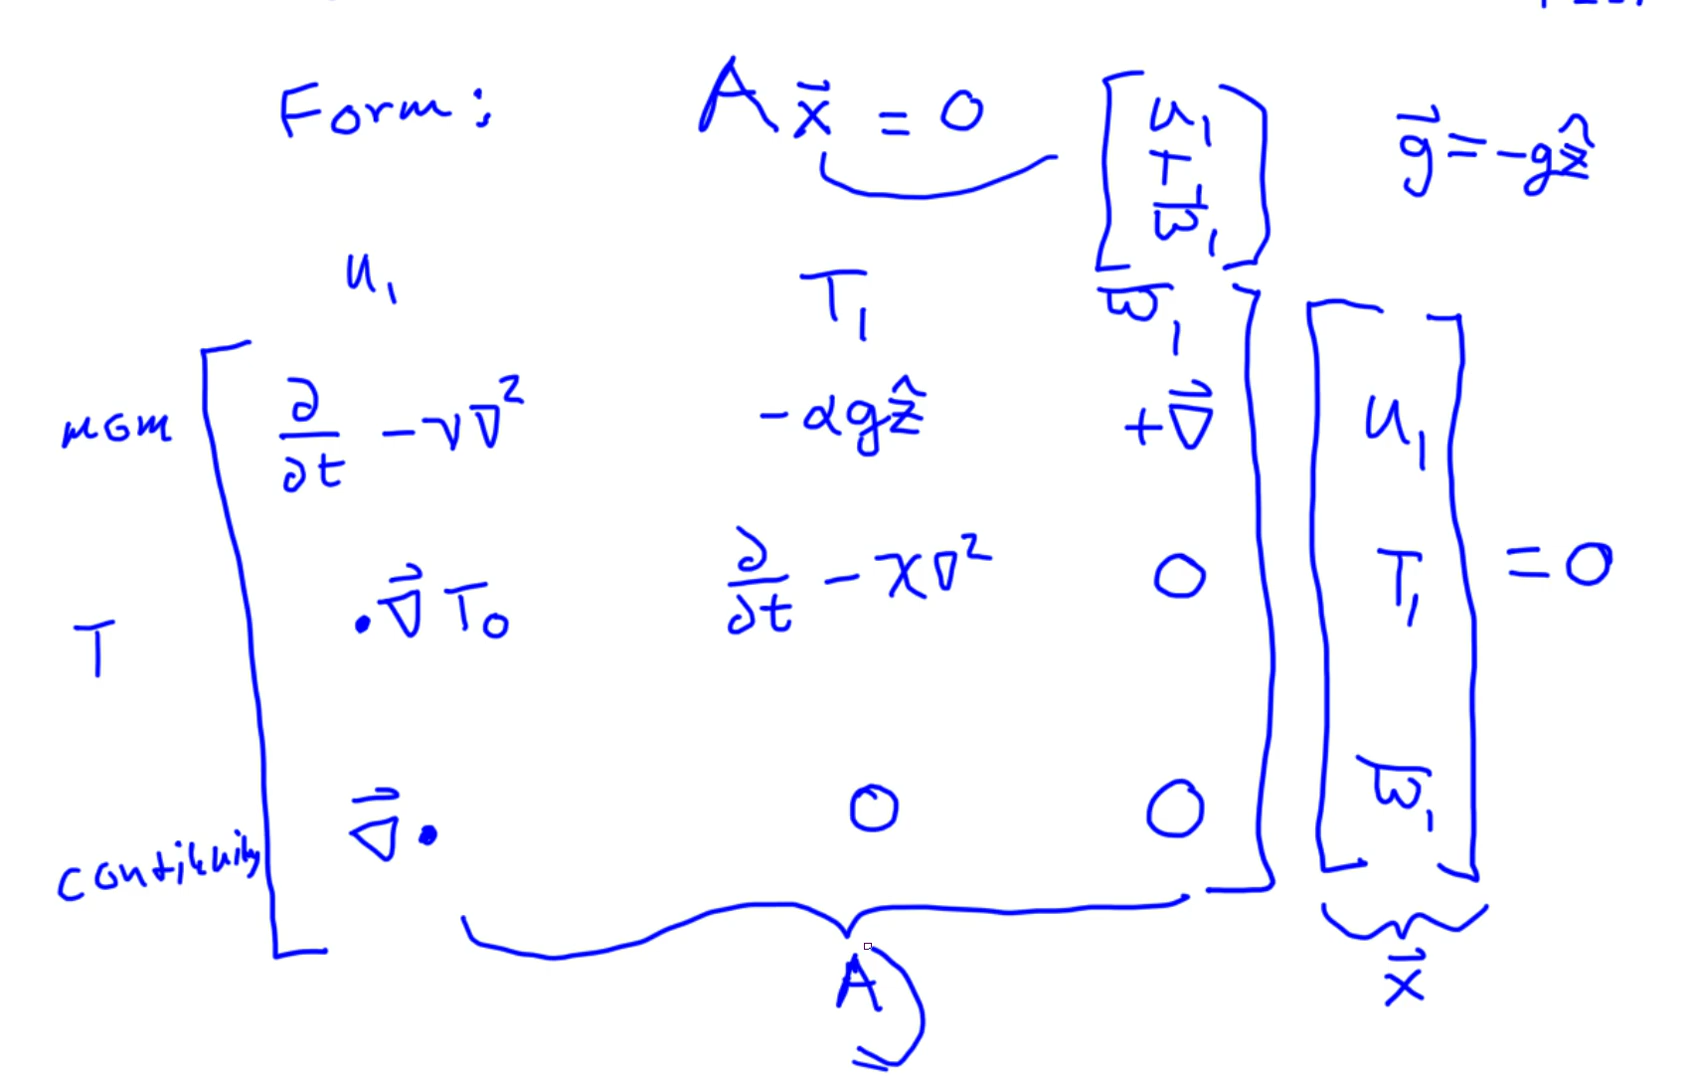 Form: A x⃗ = 0 [u₁ T₁ ϖ₁] g⃗ = -gẑ
u₁ T₁ ϖ₁
mom ∂/∂t - ν∇² -αgẑ +∇⃗ u₁
T ·∇⃗T₀ ∂/∂t - χ∇² 0 T₁ = 0
continuity ∇⃗· 0 0 ϖ₁
A x⃗